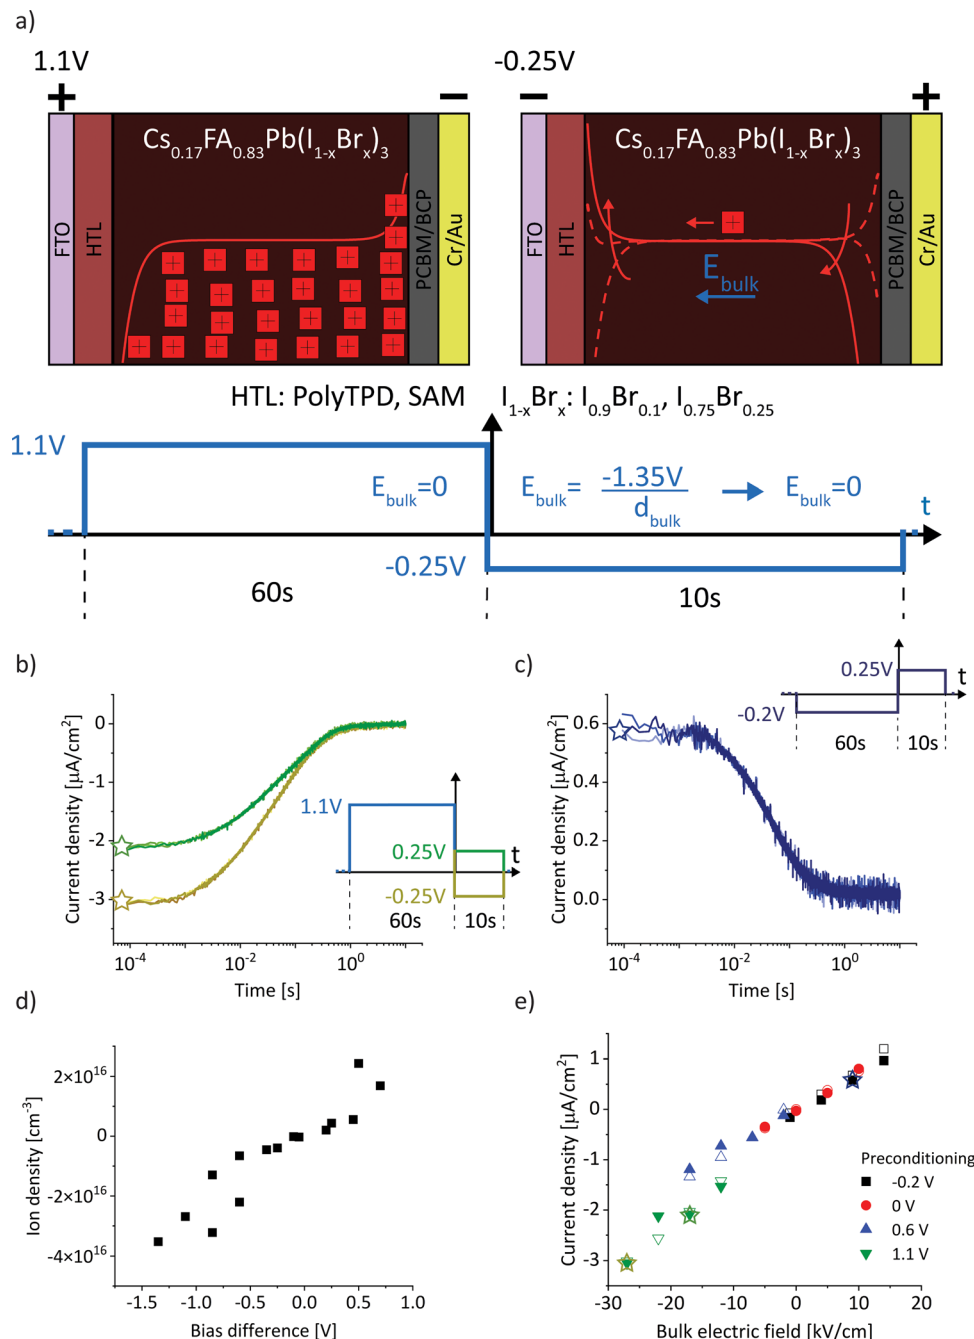 a)
1.1V
+
−
-0.25V
−
+
Cs0.17FA0.83Pb(I1-xBrx)3
FTO
HTL
PCBM/BCP
Cr/Au
Cs0.17FA0.83Pb(I1-xBrx)3
Ebulk
FTO
HTL
PCBM/BCP
Cr/Au
HTL: PolyTPD, SAM
I1-xBrx: I0.9Br0.1, I0.75Br0.25
1.1V
Ebulk=0
Ebulk= -1.35V / dbulk
Ebulk=0
t
-0.25V
60s
10s
b)
Current density [µA/cm2]
0
-1
-2
-3
10-4
10-2
100
Time [s]
1.1V
0.25V
-0.25V
t
60s
10s
c)
Current density [µA/cm2]
0.6
0.4
0.2
0.0
10-4
10-2
100
Time [s]
0.25V
-0.2V
t
60s
10s
d)
Ion density [cm-3]
2×1016
0
-2×1016
-4×1016
-1.5
-1.0
-0.5
0.0
0.5
1.0
Bias difference [V]
e)
Current density [µA/cm2]
1
0
-1
-2
-3
-30
-20
-10
0
10
20
Bulk electric field [kV/cm]
Preconditioning
-0.2 V
0 V
0.6 V
1.1 V